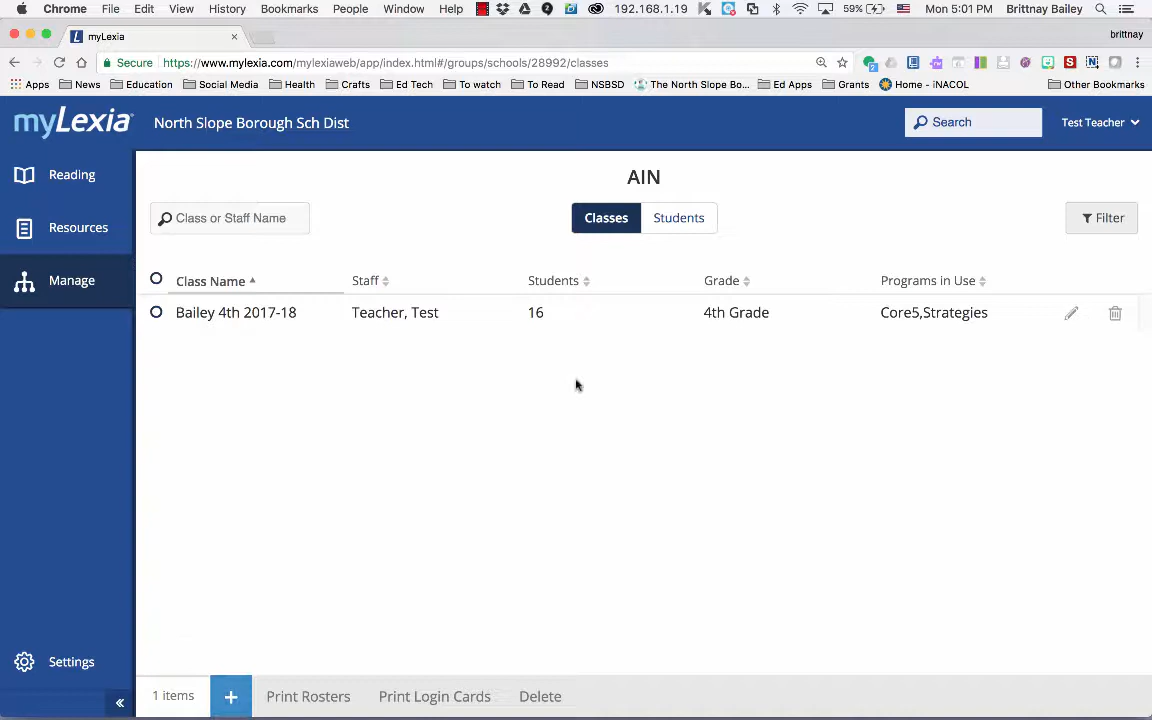 Chrome File Edit View History Bookmarks People Window Help 192.168.1.19 59% Mon 5:01 PM Brittnay Bailey
myLexia brittnay
Secure https://www.mylexia.com/mylexiaweb/app/index.html#/groups/schools/28992/classes
Apps News Education Social Media Health Crafts Ed Tech To watch To Read NSBSD The North Slope Bo... Ed Apps Grants Home - iNACOL Other Bookmarks
myLexia North Slope Borough Sch Dist Search Test Teacher
Reading
Resources
Manage
Settings
AIN
Class or Staff Name Classes Students Filter
Class Name Staff Students Grade Programs in Use
Bailey 4th 2017-18 Teacher, Test 16 4th Grade Core5,Strategies
1 items + Print Rosters Print Login Cards Delete